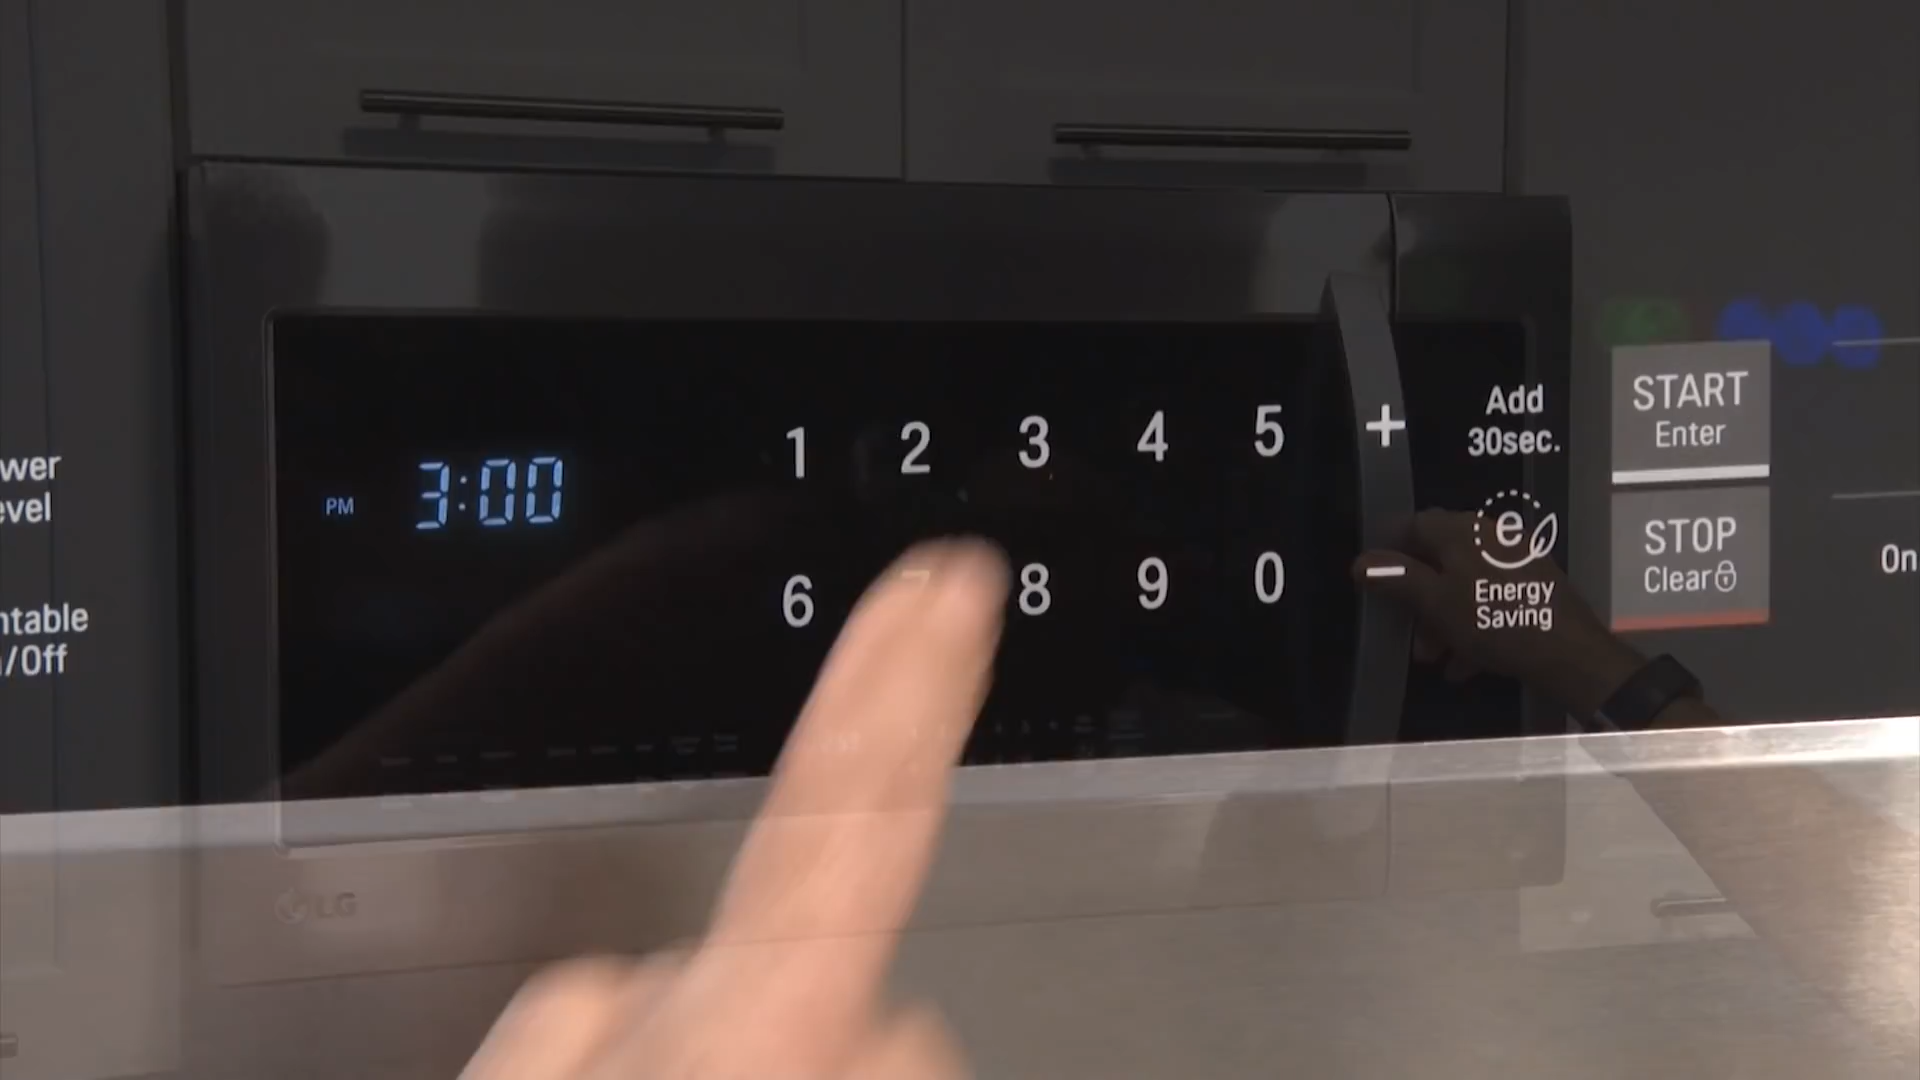 wer
evel
ntable
/Off
PM 3:00
1 2 3 4 5 +
6 7 8 9 0 -
Add
30sec.
e
Energy
Saving
START
Enter
STOP
Clear
On
LG